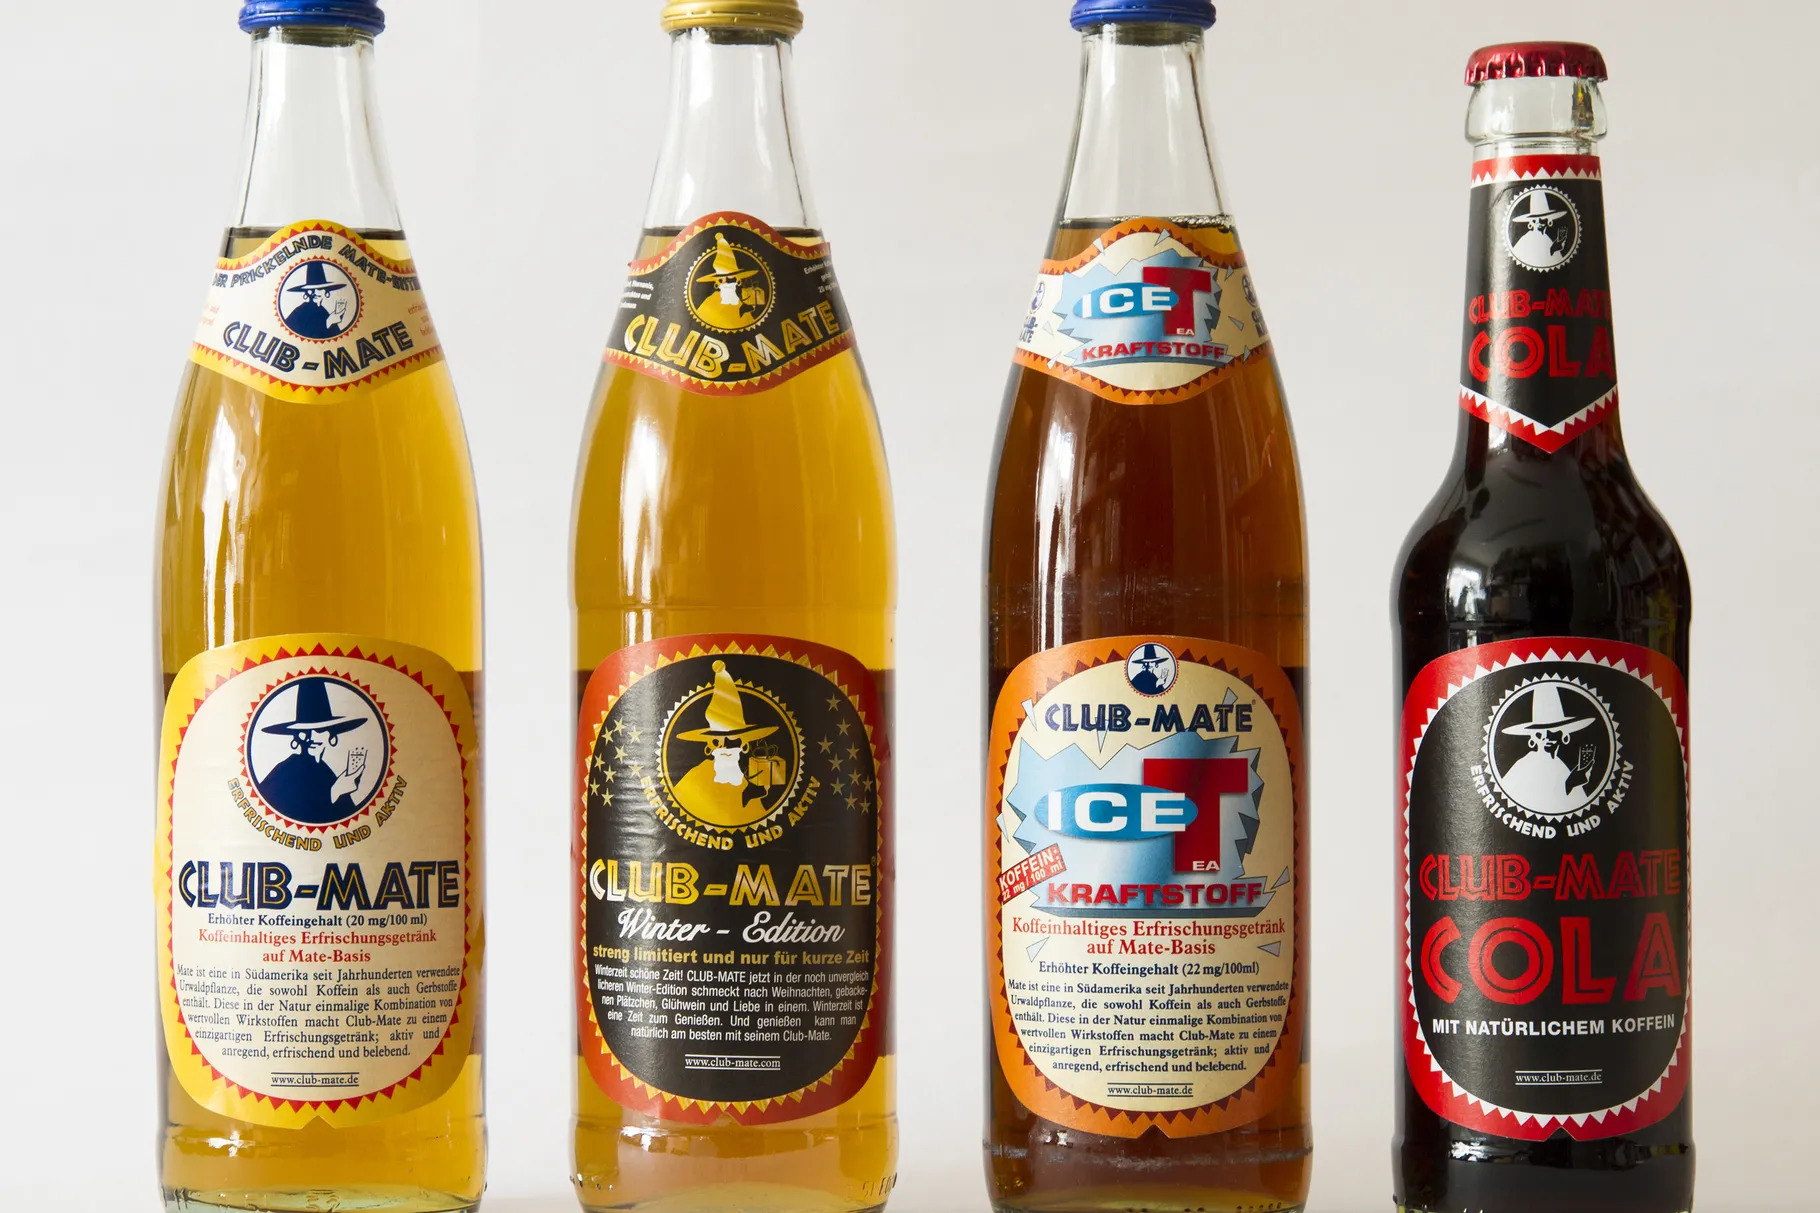 DER PRICKELNDE MATE-
CLUB-MATE
ERFRISCHEND UND AKTIV
CLUB-MATE
Erhöhter Koffeingehalt (20 mg/100 ml)
Koffeinhaltiges Erfrischungsgetränk
auf Mate-Basis
Mate ist eine in Südamerika seit Jahrhunderten verwendete
Urwaldpflanze, die sowohl Koffein als auch Gerbstoffe
enthält. Diese in der Natur einmalige Kombination von
wertvollen Wirkstoffen macht Club-Mate zu einem
einzigartigen Erfrischungsgetränk; aktiv und
anregend, erfrischend und belebend.
www.club-mate.de
CLUB-MATE
ERFRISCHEND UND AKTIV
CLUB-MATE®
Winter - Edition
streng limitiert und nur für kurze Zeit
Winterzeit schöne Zeit! CLUB-MATE jetzt in der noch unvergleich
licheren Winter-Edition schmeckt nach Weihnachten, gebacke-
nen Plätzchen, Glühwein und Liebe in einem. Winterzeit ist
eine Zeit zum Genießen. Und genießen kann man
natürlich am besten mit seinem Club-Mate.
www.club-mate.com
ICE T
EA
KRAFTSTOFF
CLUB-MATE®
ICE T
EA
KOFFEIN:
22 mg / 100 ml
KRAFTSTOFF
Koffeinhaltiges Erfrischungsgetränk
auf Mate-Basis
Erhöhter Koffeingehalt (22 mg/100ml)
Mate ist eine in Südamerika seit Jahrhunderten verwendete
Urwaldpflanze, die sowohl Koffein als auch Gerbstoffe
enthält. Diese in der Natur einmalige Kombination von
wertvollen Wirkstoffen macht Club-Mate zu einem
einzigartigen Erfrischungsgetränk; aktiv und
anregend, erfrischend und belebend.
www.club-mate.de
CLUB-MATE
COLA
ERFRISCHEND UND AKTIV
CLUB-MATE
COLA
MIT NATÜRLICHEM KOFFEIN
www.club-mate.de